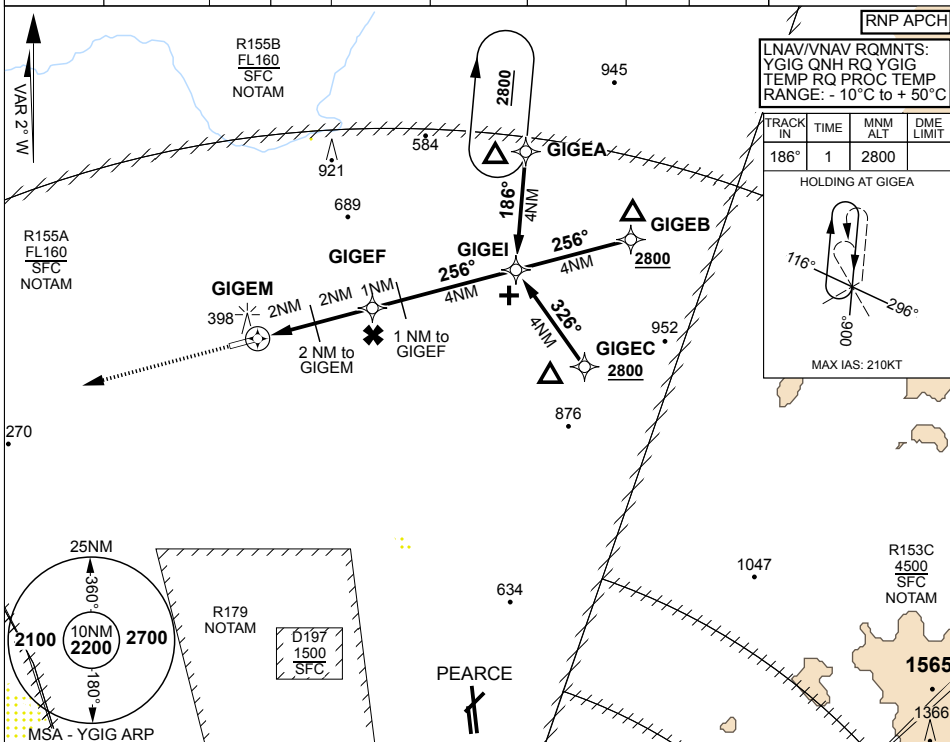 RNP APCH
LNAV/VNAV RQMNTS:
YGIG QNH RQ YGIG
TEMP RQ PROC TEMP
RANGE: - 10°C to + 50°C
TRACK IN
TIME
MNM ALT
DME LIMIT
186°
1
2800
HOLDING AT GIGEA
116°
296°
006°
MAX IAS: 210KT
VAR 2° W
R155B
FL160
SFC
NOTAM
2800
945
584
921
GIGEA
186°
4NM
689
R155A
FL160
SFC
NOTAM
GIGEB
2800
256°
4NM
GIGEI
GIGEF
256°
4NM
1NM
2NM
2NM
GIGEM
398
2 NM to
GIGEM
1 NM to
GIGEF
326°
4NM
952
GIGEC
2800
876
270
25NM
360°
2100
10NM
2200
2700
180°
MSA - YGIG ARP
R179
NOTAM
D197
1500
SFC
634
PEARCE
1047
R153C
4500
SFC
NOTAM
1565
1366